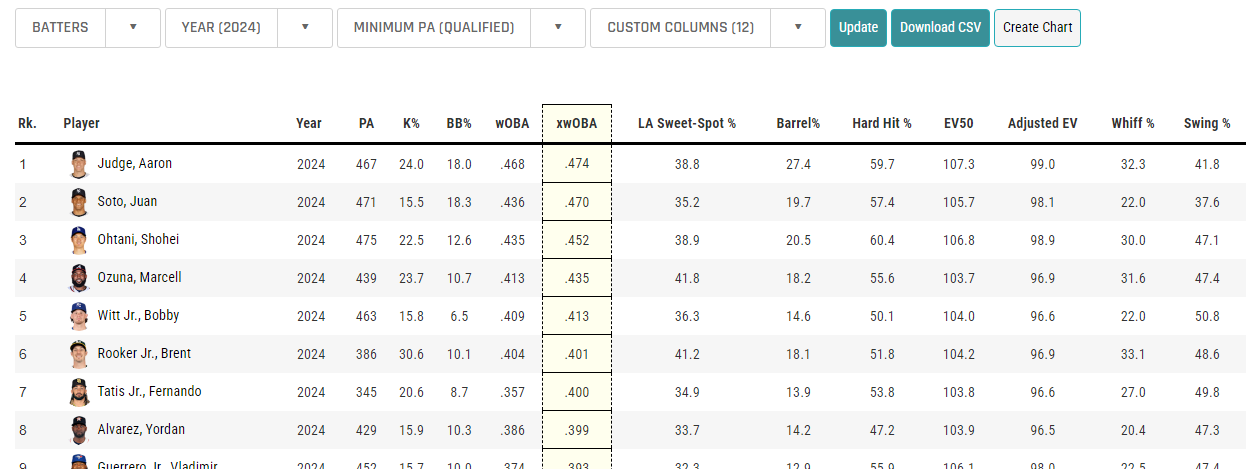 BATTERS YEAR (2024) MINIMUM PA (QUALIFIED) CUSTOM COLUMNS (12) Update Download CSV Create Chart
Rk. Player Year PA K% BB% wOBA xwOBA LA Sweet-Spot % Barrel% Hard Hit % EV50 Adjusted EV Whiff % Swing %
1 Judge, Aaron 2024 467 24.0 18.0 .468 .474 38.8 27.4 59.7 107.3 99.0 32.3 41.8
2 Soto, Juan 2024 471 15.5 18.3 .436 .470 35.2 19.7 57.4 105.7 98.1 22.0 37.6
3 Ohtani, Shohei 2024 475 22.5 12.6 .435 .452 38.9 20.5 60.4 106.8 98.9 30.0 47.1
4 Ozuna, Marcell 2024 439 23.7 10.7 .413 .435 41.8 18.2 55.6 103.7 96.9 31.6 47.4
5 Witt Jr., Bobby 2024 463 15.8 6.5 .409 .413 36.3 14.6 50.1 104.0 96.6 22.0 50.8
6 Rooker Jr., Brent 2024 386 30.6 10.1 .404 .401 41.2 18.1 51.8 104.2 96.9 33.1 48.6
7 Tatis Jr., Fernando 2024 345 20.6 8.7 .357 .400 34.9 13.9 53.8 103.8 96.6 27.0 49.8
8 Alvarez, Yordan 2024 429 15.9 10.3 .386 .399 33.7 14.2 47.2 103.9 96.5 20.4 47.3
9 Guerrero Jr., Vladimir 2024 452 15.7 10.0 .374 .393 32.3 12.9 55.9 106.1 98.0 22.5 47.4